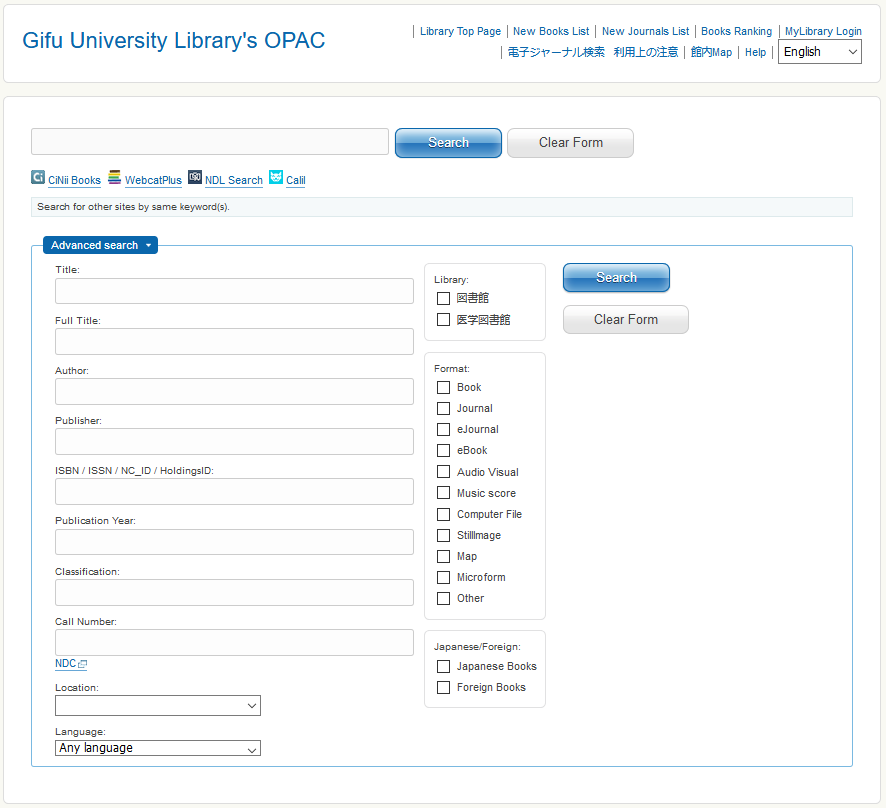 Gifu University Library's OPAC
Library Top Page | New Books List | New Journals List | Books Ranking | MyLibrary Login
電子ジャーナル検索 利用上の注意 | 館内Map | Help | English
Search
Clear Form
CiNii Books WebcatPlus NDL Search Calil
Search for other sites by same keyword(s).
Advanced search
Title:
Full Title:
Author:
Publisher:
ISBN / ISSN / NC_ID / HoldingsID:
Publication Year:
Classification:
Call Number:
NDC
Location:
Language:
Any language
Library:
図書館
医学図書館
Format:
Book
Journal
eJournal
eBook
Audio Visual
Music score
Computer File
StillImage
Map
Microform
Other
Japanese/Foreign:
Japanese Books
Foreign Books
Search
Clear Form